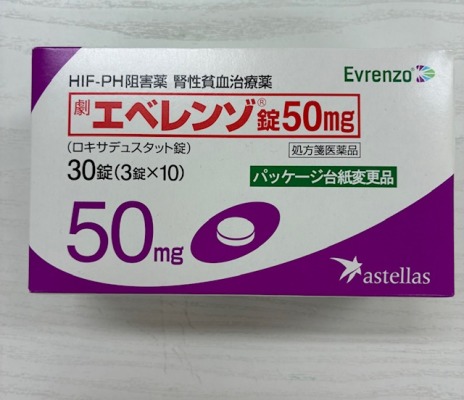 HIF-PH阻害薬 腎性貧血治療薬
Evrenzo
劇 エベレンゾ®錠50mg
(ロキサデュスタット錠)
処方箋医薬品
30錠(3錠×10)
パッケージ台紙変更品
50mg
astellas